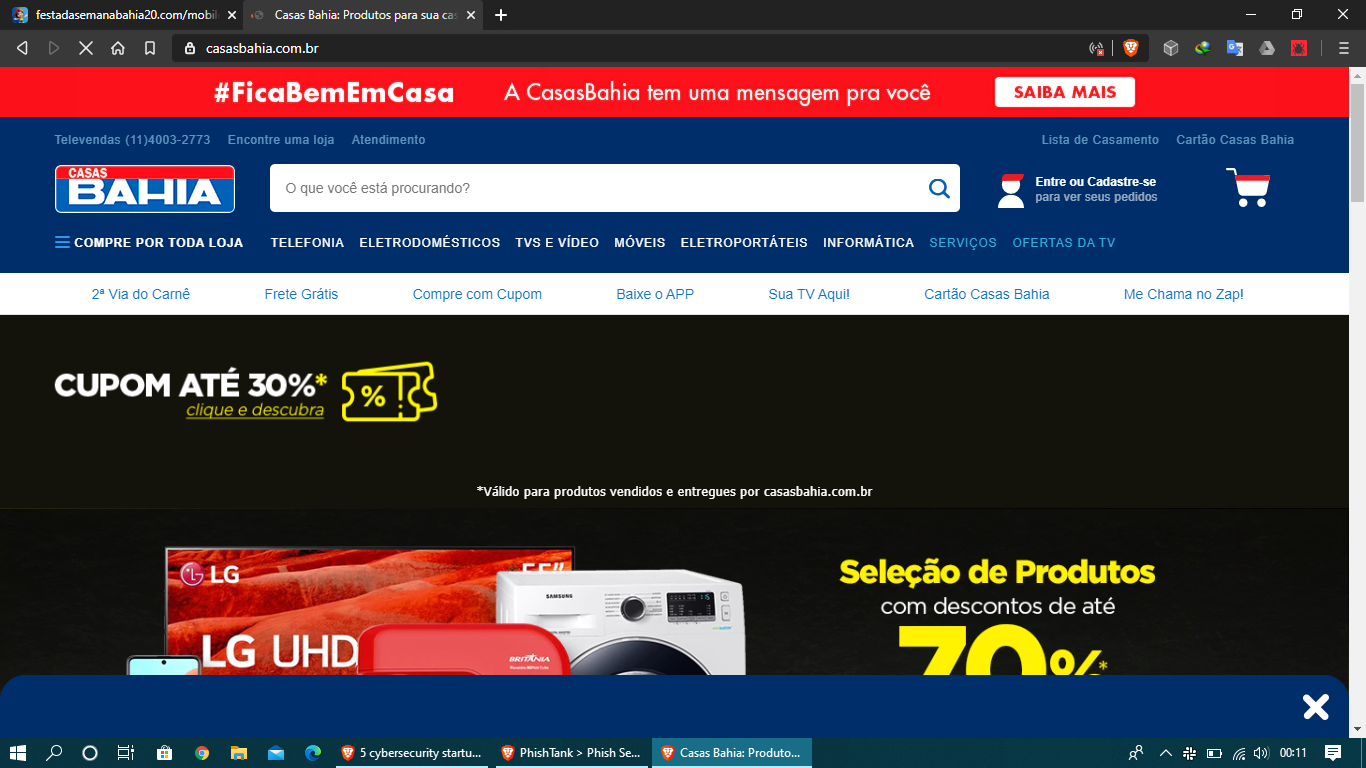 festadasemanabahia20.com/mobil
Casas Bahia: Produtos para sua cas
casasbahia.com.br
#FicaBemEmCasa A CasasBahia tem uma mensagem pra você SAIBA MAIS
Televendas (11)4003-2773 Encontre uma loja Atendimento Lista de Casamento Cartão Casas Bahia
CASAS
BAHIA
O que você está procurando?
Entre ou Cadastre-se
para ver seus pedidos
COMPRE POR TODA LOJA TELEFONIA ELETRODOMÉSTICOS TVS E VÍDEO MÓVEIS ELETROPORTÁTEIS INFORMÁTICA SERVIÇOS OFERTAS DA TV
2ª Via do Carnê Frete Grátis Compre com Cupom Baixe o APP Sua TV Aqui! Cartão Casas Bahia Me Chama no Zap!
CUPOM ATÉ 30%*
clique e descubra
%
*Válido para produtos vendidos e entregues por casasbahia.com.br
LG 55"
SAMSUNG
LG UHD
BRITÂNIA
Seleção de Produtos
com descontos de até
70%*
5 cybersecurity startu... PhishTank > Phish Se... Casas Bahia: Produto... 00:11